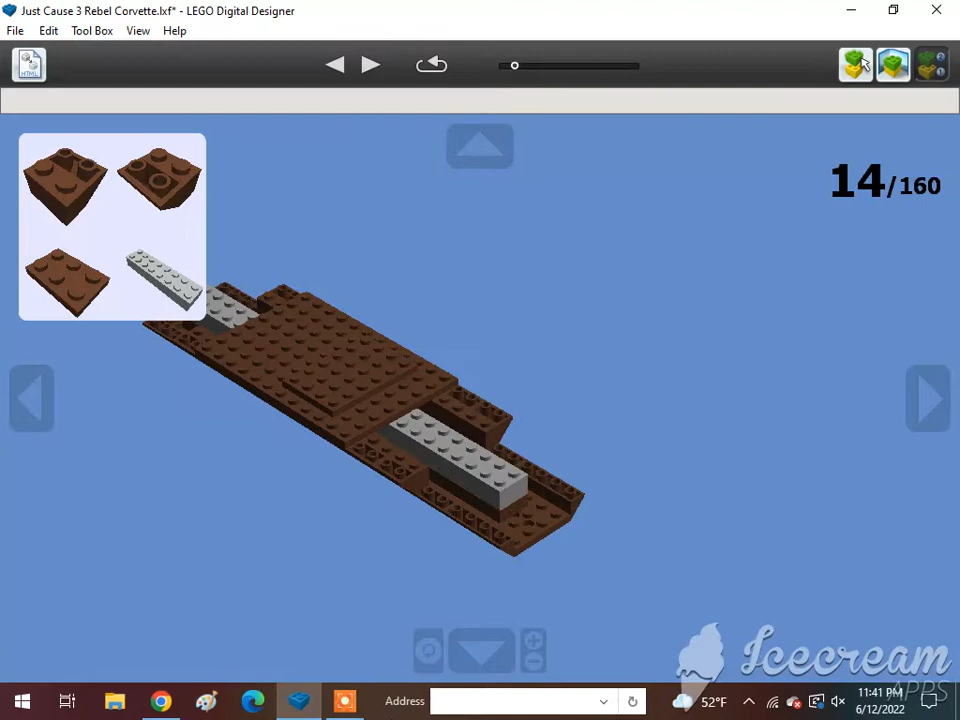 Just Cause 3 Rebel Corvette.lxf* - LEGO Digital Designer
File Edit Tool Box View Help
HTML
14/160
Icecream
APPS
Address
52°F
11:41 PM
6/12/2022